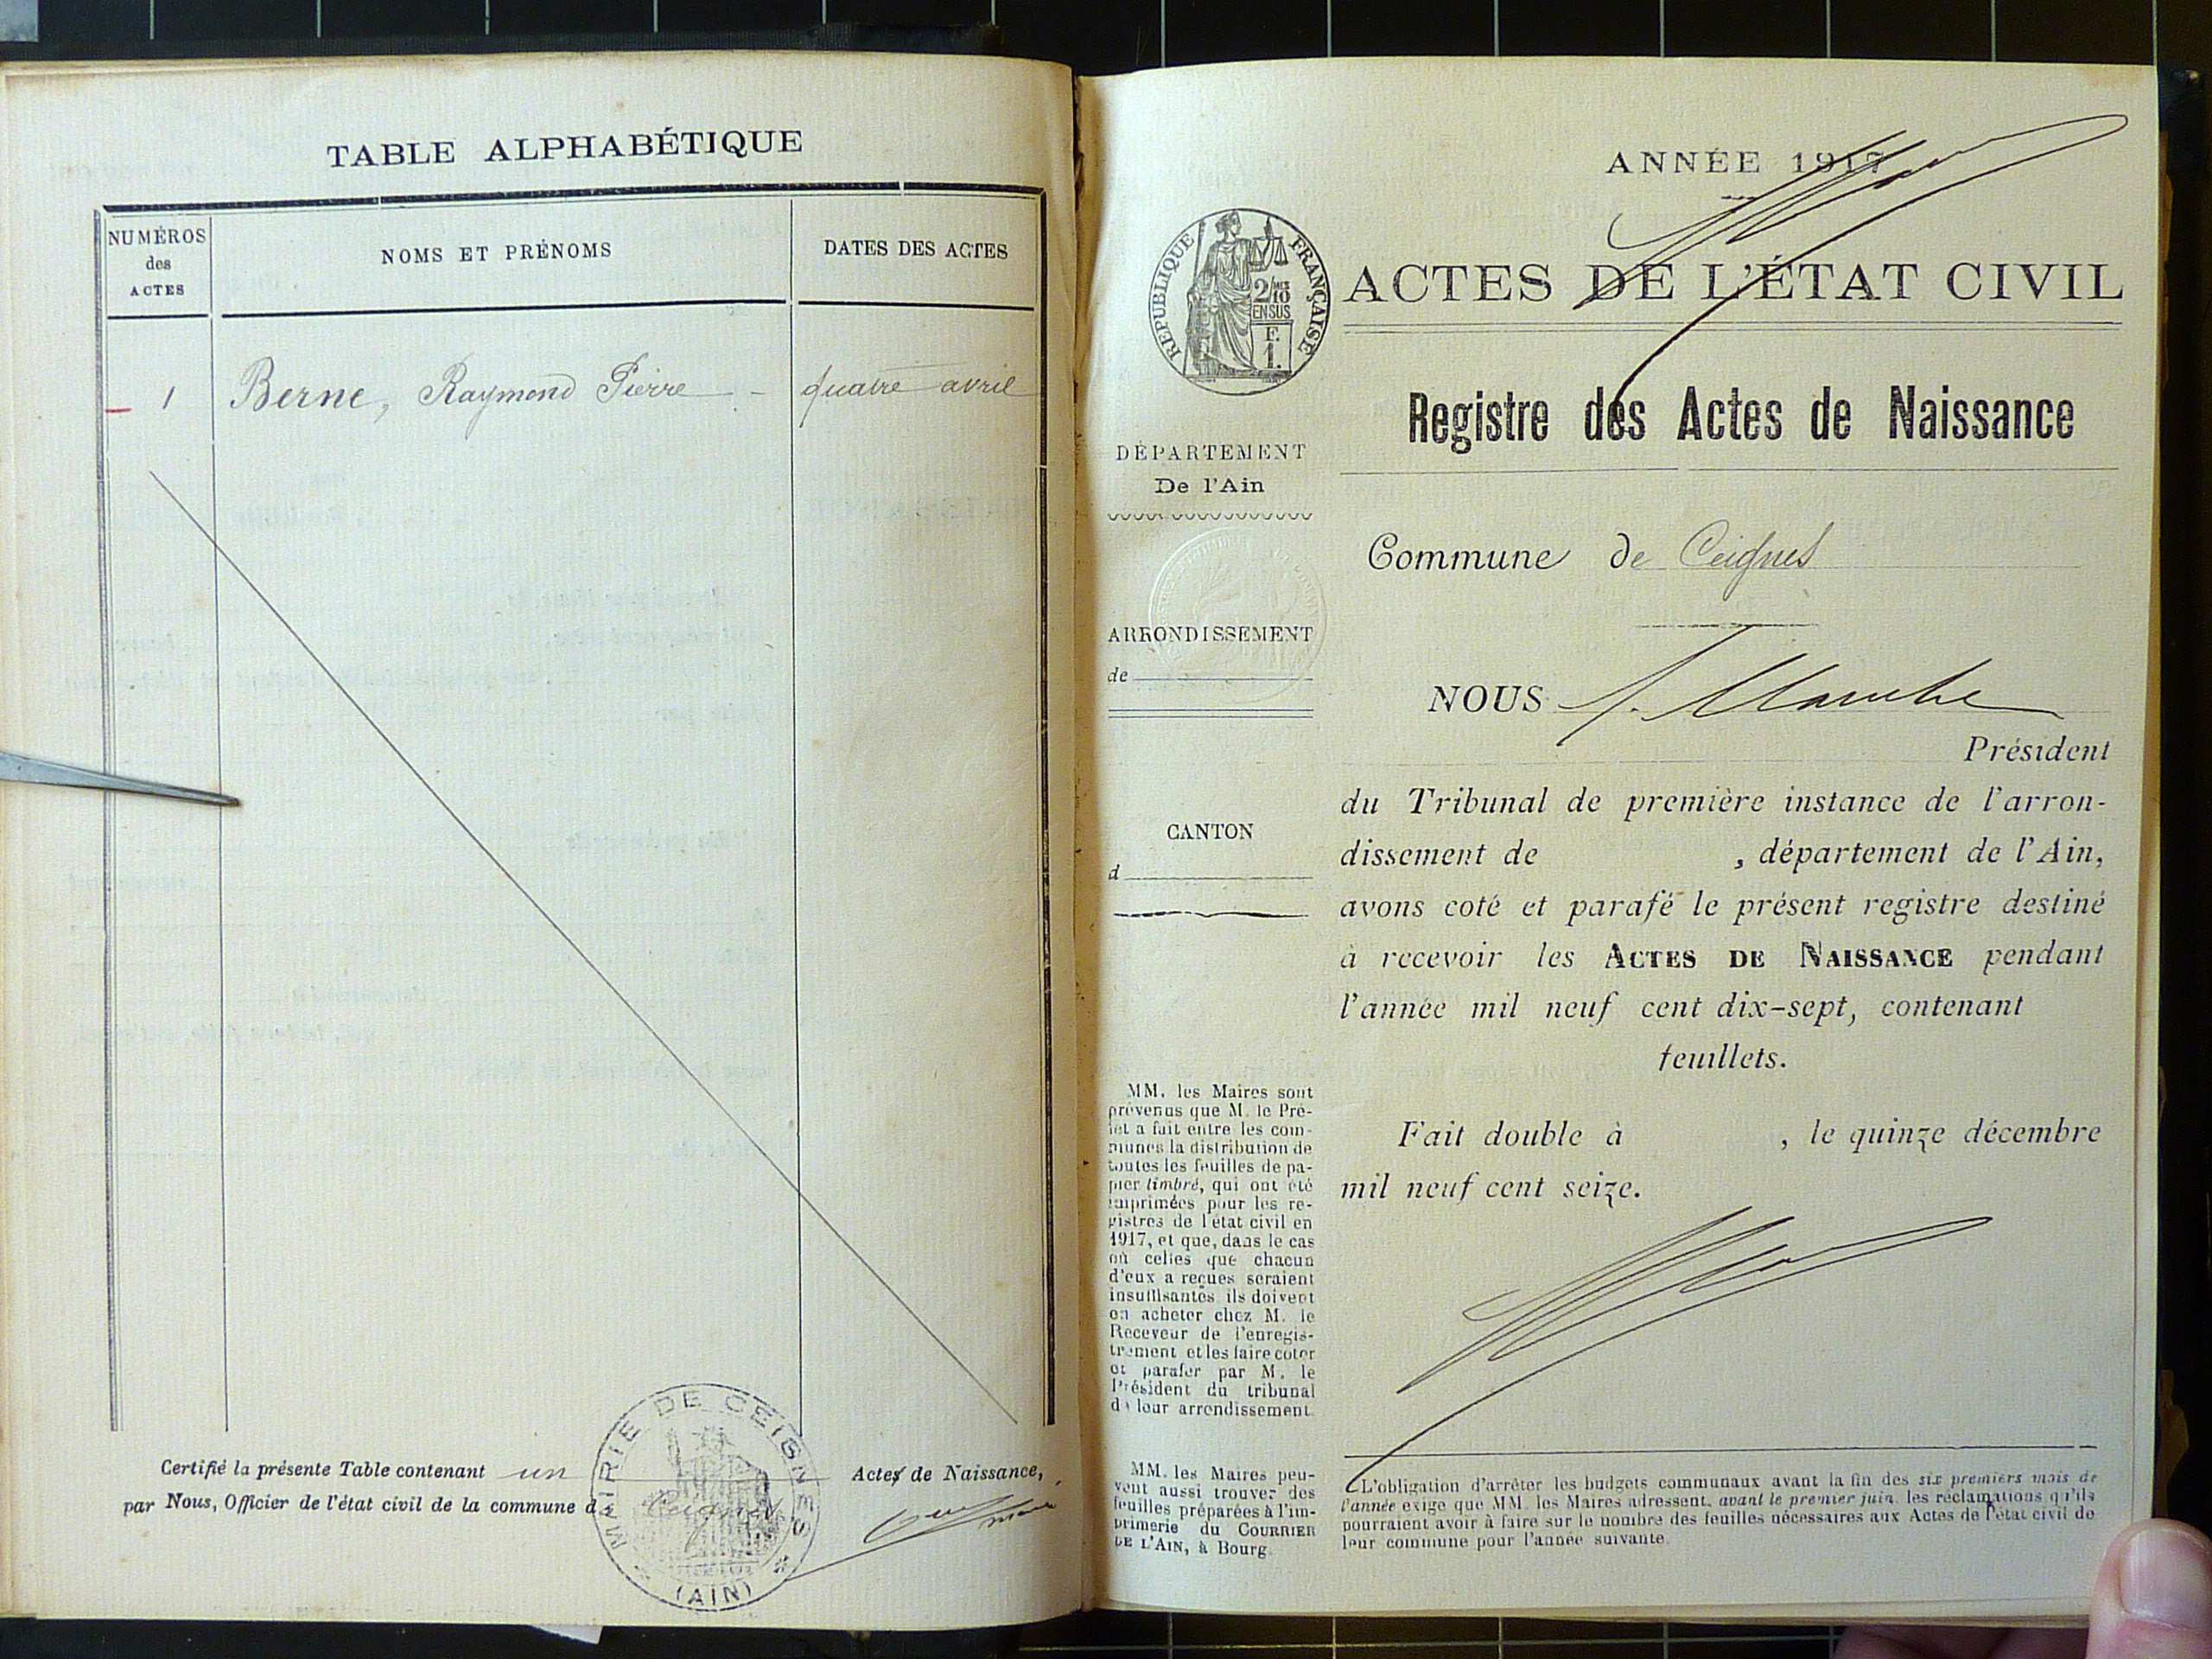 TABLE ALPHABÉTIQUE
NUMÉROS
des
ACTES
NOMS ET PRÉNOMS
DATES DES ACTES
1 Berne, Raymond Pierre quatre avril
Certifié la présente Table contenant un Actes de Naissance,
par Nous, Officier de l'état civil de la commune d Ceignes
MAIRIE DE CEIGNES
(AIN)
ANNÉE 1917
RÉPUBLIQUE FRANÇAISE
2/10
EN SUS
F.
1.
ACTES DE L'ÉTAT CIVIL
Registre des Actes de Naissance
DÉPARTEMENT
De l'Ain
Commune de Ceignes
ARRONDISSEMENT
de
NOUS
Président
du Tribunal de première instance de l'arron-
dissement de , département de l'Ain,
avons coté et parafé le présent registre destiné
à recevoir les ACTES DE NAISSANCE pendant
l'année mil neuf cent dix-sept, contenant
feuillets.
Fait double à , le quinze décembre
mil neuf cent seize.
CANTON
d
MM. les Maires sont
prévenus que M. le Pré-
fet a fait entre les com-
munes la distribution de
toutes les feuilles de pa-
pier timbré, qui ont été
imprimées pour les re-
gistres de l'état civil en
1917, et que, dans le cas
où celles que chacun
d'eux a reçues seraient
insuffisantes, ils doivent
en acheter chez M. le
Receveur de l'enregis-
trement et les faire coter
et parafer par M. le
Président du tribunal
de leur arrondissement.
MM. les Maires peu-
vent aussi trouver des
feuilles préparées à l'im-
primerie du COURRIER
DE L'AIN, à Bourg.
L'obligation d'arrêter les budgets communaux avant la fin des six premiers mois de
l'année exige que MM. les Maires adressent, avant le premier juin, les réclamations qu'ils
pourraient avoir à faire sur le nombre des feuilles nécessaires aux Actes de l'état civil de
leur commune pour l'année suivante.